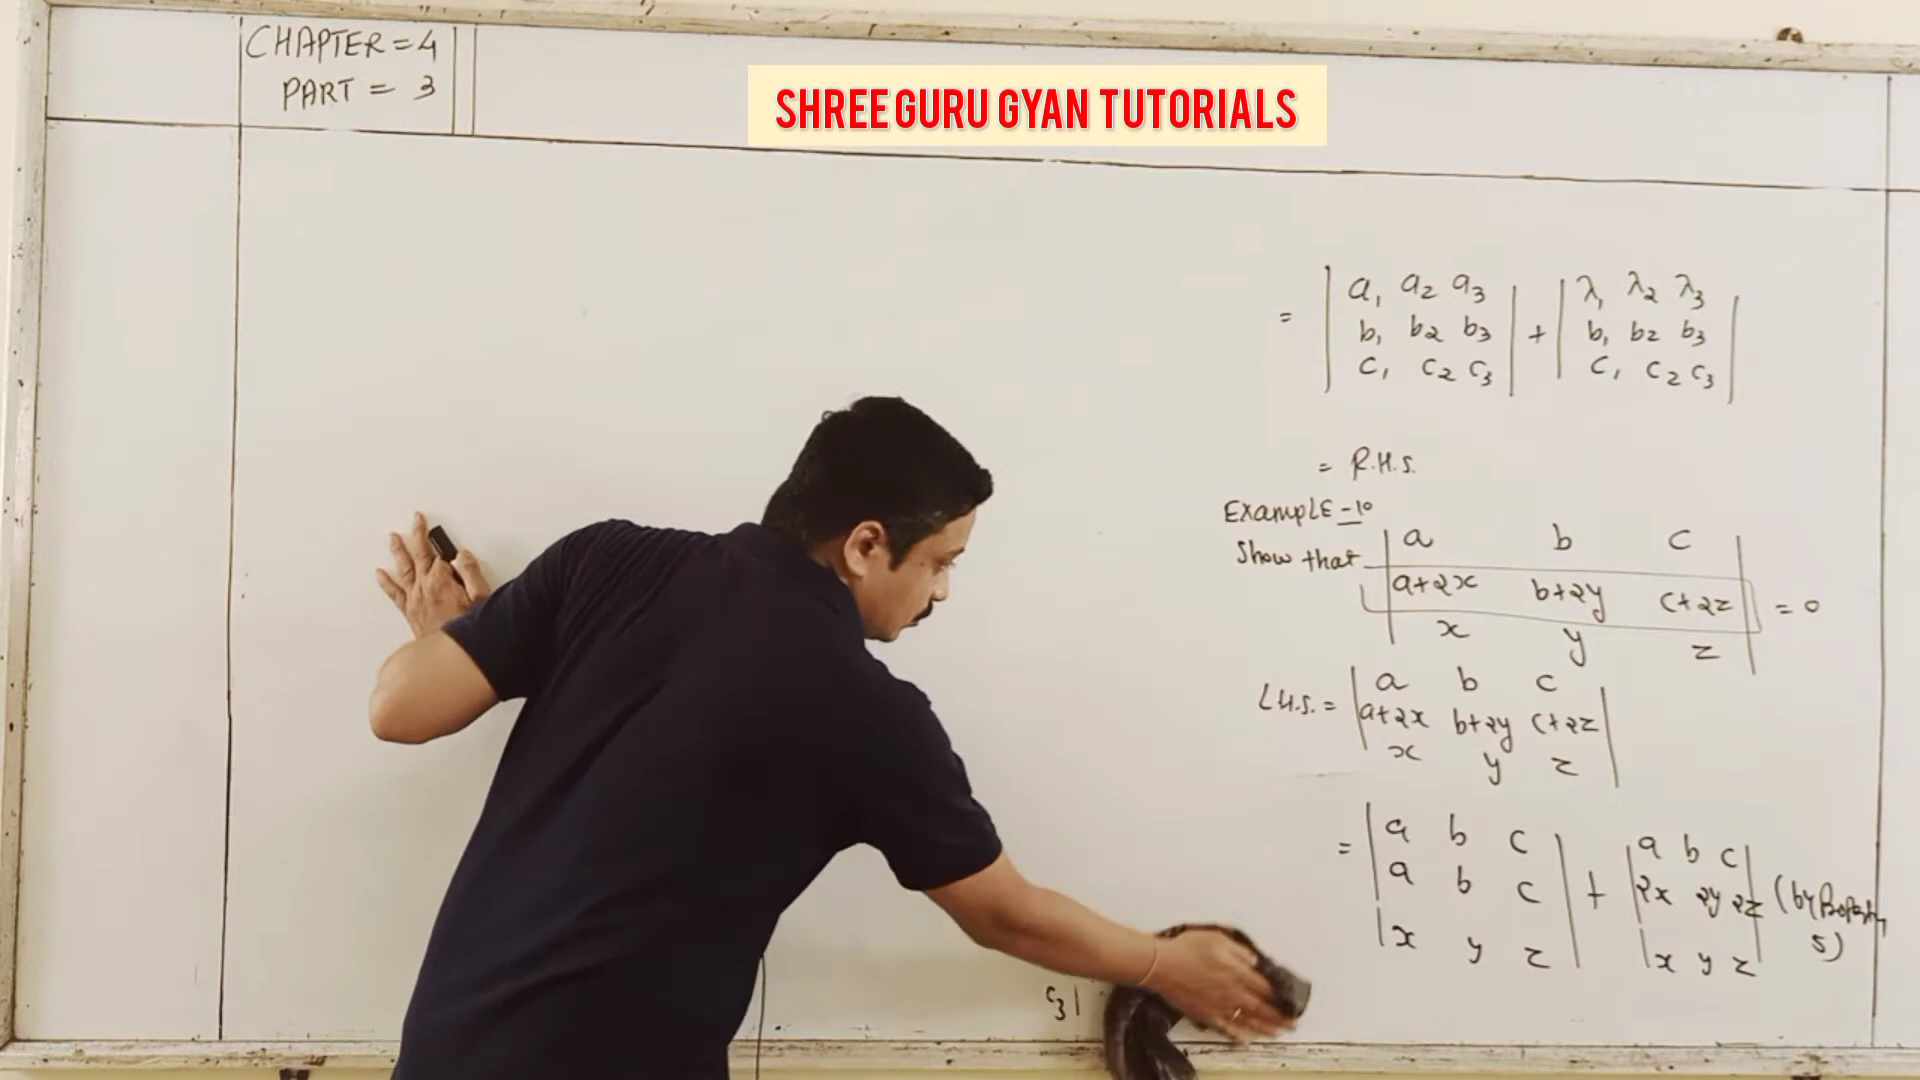 CHAPTER = 4
PART = 3
SHREE GURU GYAN TUTORIALS
= | a₁ a₂ a₃ | + | λ₁ λ₂ λ₃ |
| b₁ b₂ b₃ | | b₁ b₂ b₃ |
| c₁ c₂ c₃ | | c₁ c₂ c₃ |
= R.H.S.
ExamplE - 10
Show that | a b c |
| a+2x b+2y c+2z | = 0
| x y z |
L.H.S. = | a b c |
| a+2x b+2y c+2z |
| x y z |
= | a b c | + | a b c |
| a b c | | 2x 2y 2z | (by
| x y z | | x y z | 5)
c₃ |